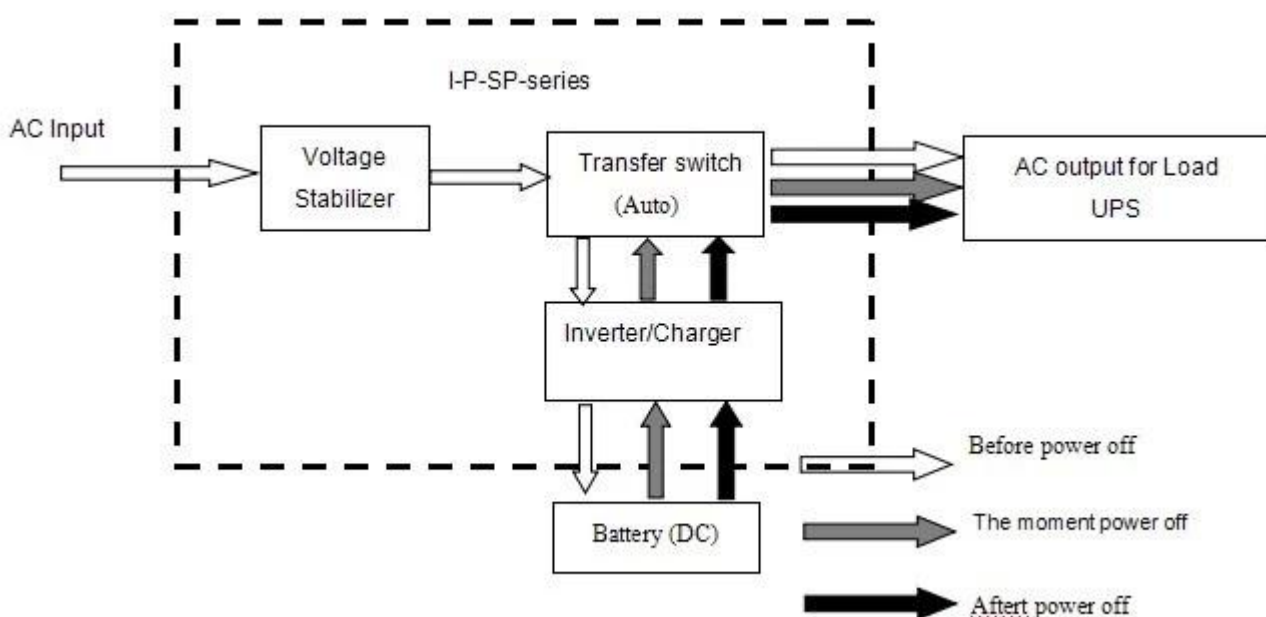 I-P-SP-series
AC Input
Voltage
Stabilizer
Transfer switch
(Auto)
AC output for Load
UPS
Inverter/Charger
Battery (DC)
Before power off
The moment power off
Aftert power off